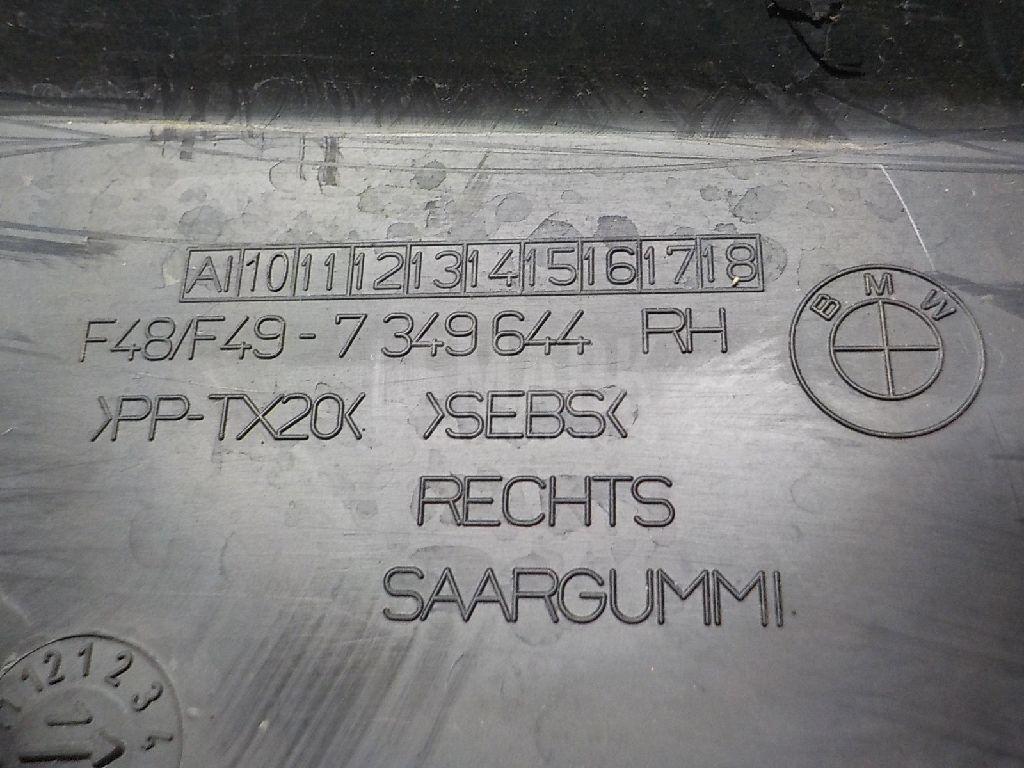 AI 10 11 12 13 14 15 16 17 18
F48/F49 - 7 349 644 RH
BMW
>PP-TX20< >SEBS<
RECHTS
SAARGUMMI
12 1 2 3